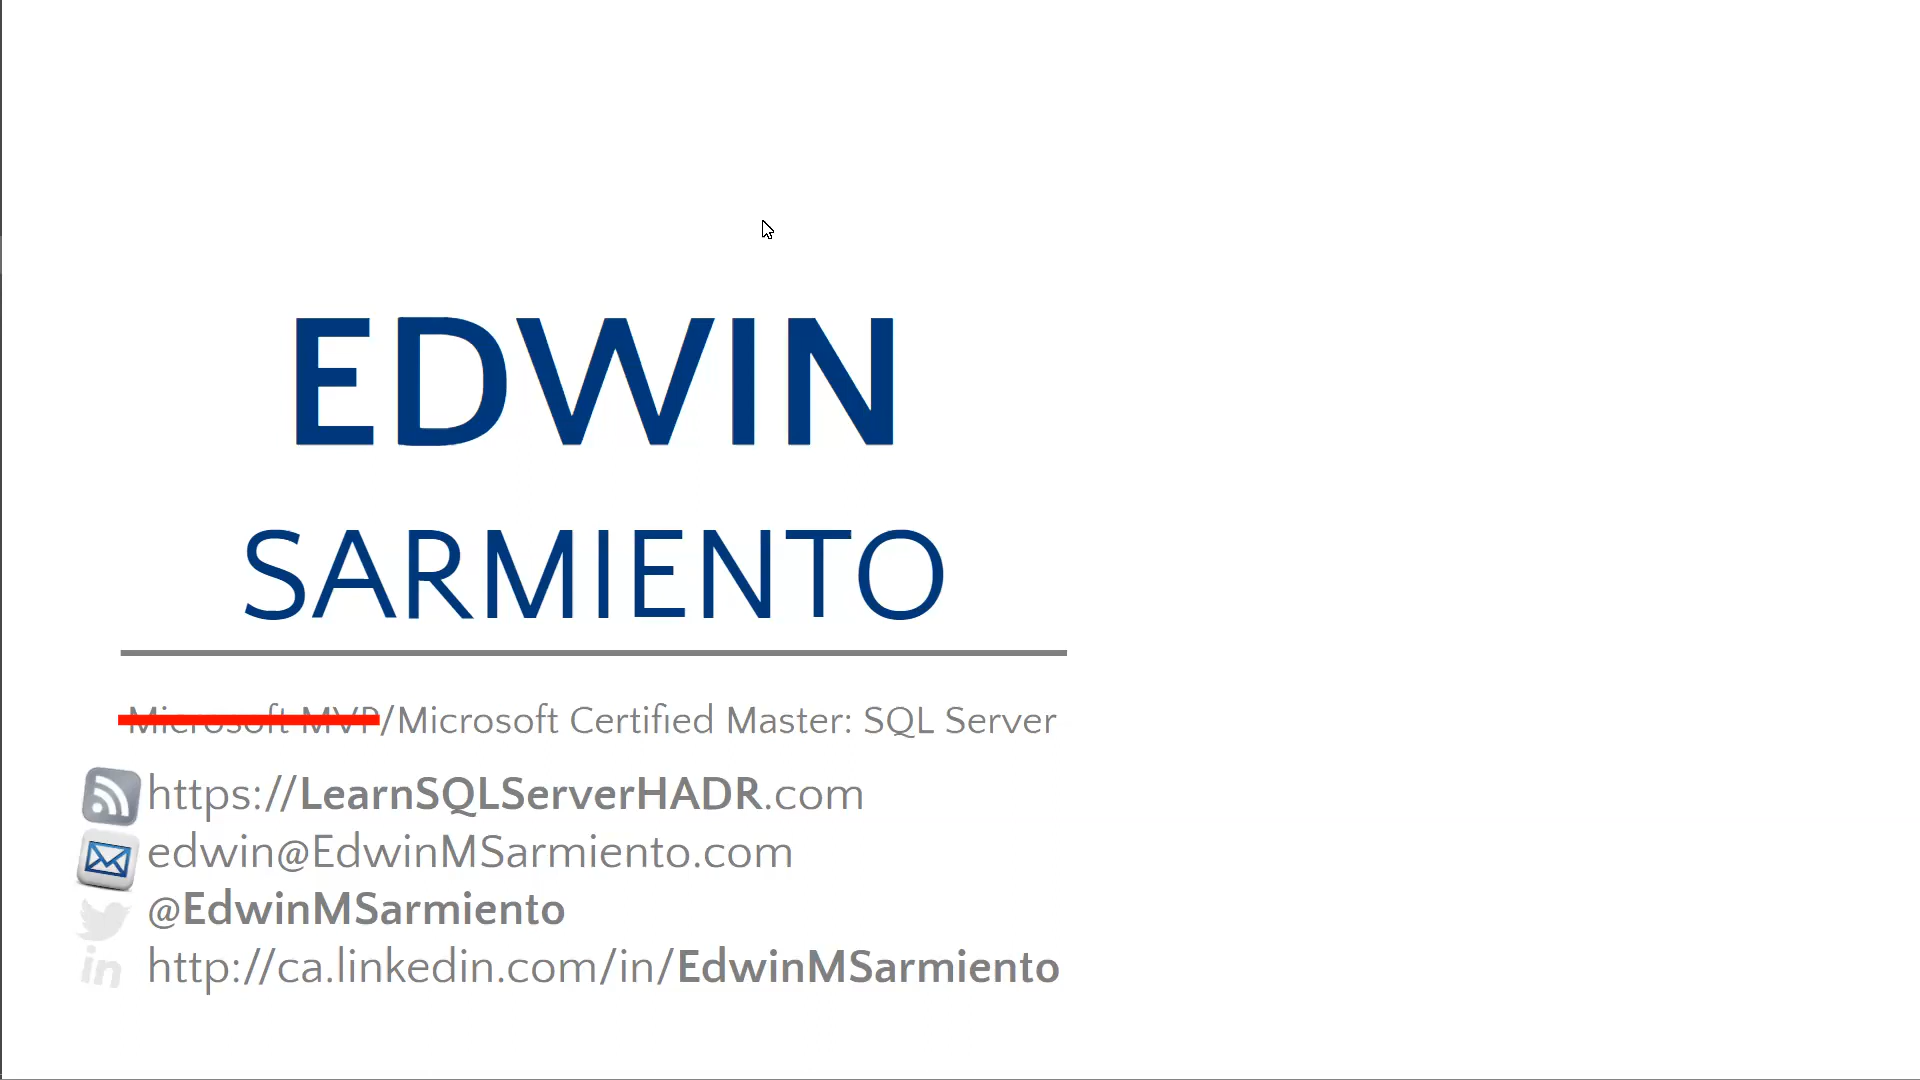 EDWIN
SARMIENTO
Microsoft MVP/Microsoft Certified Master: SQL Server
https://LearnSQLServerHADR.com
edwin@EdwinMSarmiento.com
@EdwinMSarmiento
in http://ca.linkedin.com/in/EdwinMSarmiento